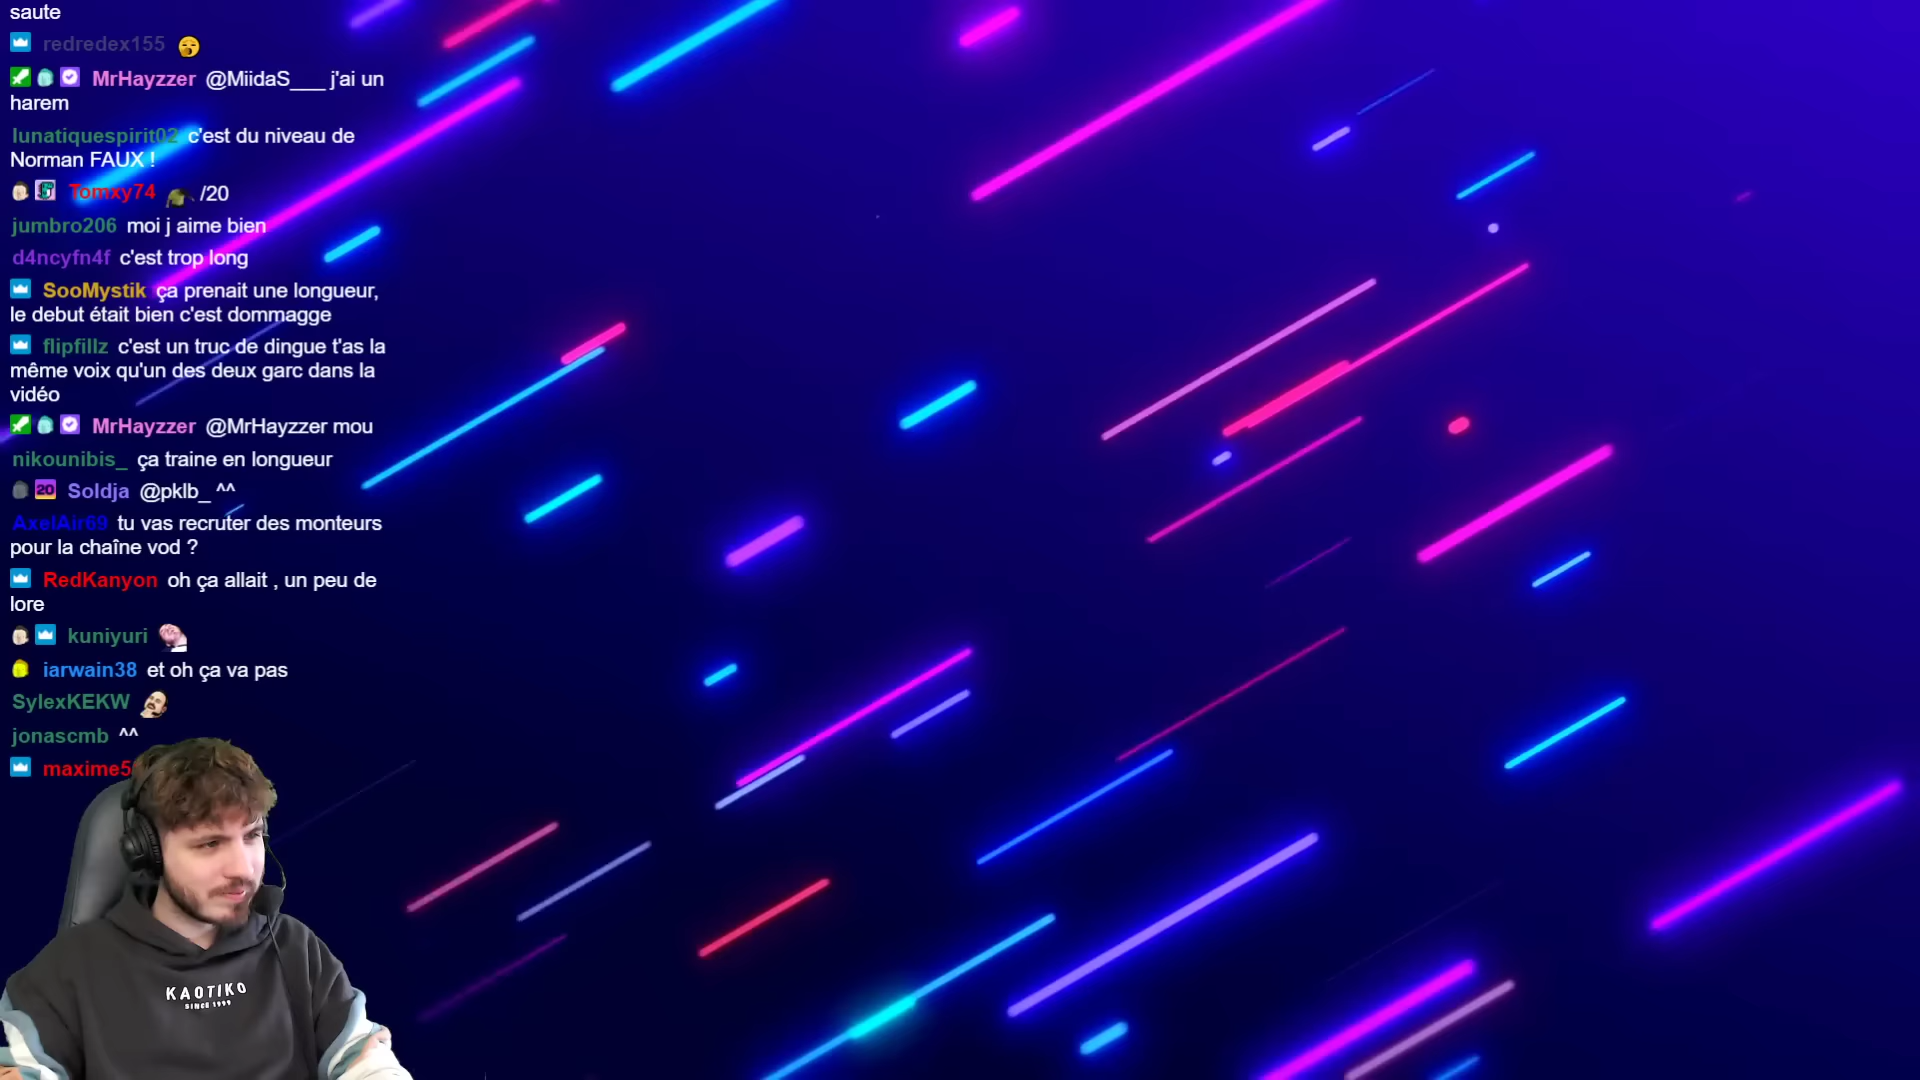 saute
redredex155
MrHayzzer @MiidaS___ j'ai un
harem
lunatiquespirit02 c'est du niveau de
Norman FAUX !
Tomxy74 /20
jumbro206 moi j aime bien
d4ncyfn4f c'est trop long
SooMystik ça prenait une longueur,
le debut était bien c'est dommagge
flipfillz c'est un truc de dingue t'as la
même voix qu'un des deux garc dans la
vidéo
MrHayzzer @MrHayzzer mou
nikounibis_ ça traine en longueur
20 Soldja @pklb_ ^^
AxelAir69 tu vas recruter des monteurs
pour la chaîne vod ?
RedKanyon oh ça allait , un peu de
lore
kuniyuri
iarwain38 et oh ça va pas
SylexKEKW
jonascmb ^^
KAOTIKO
SINCE 1999